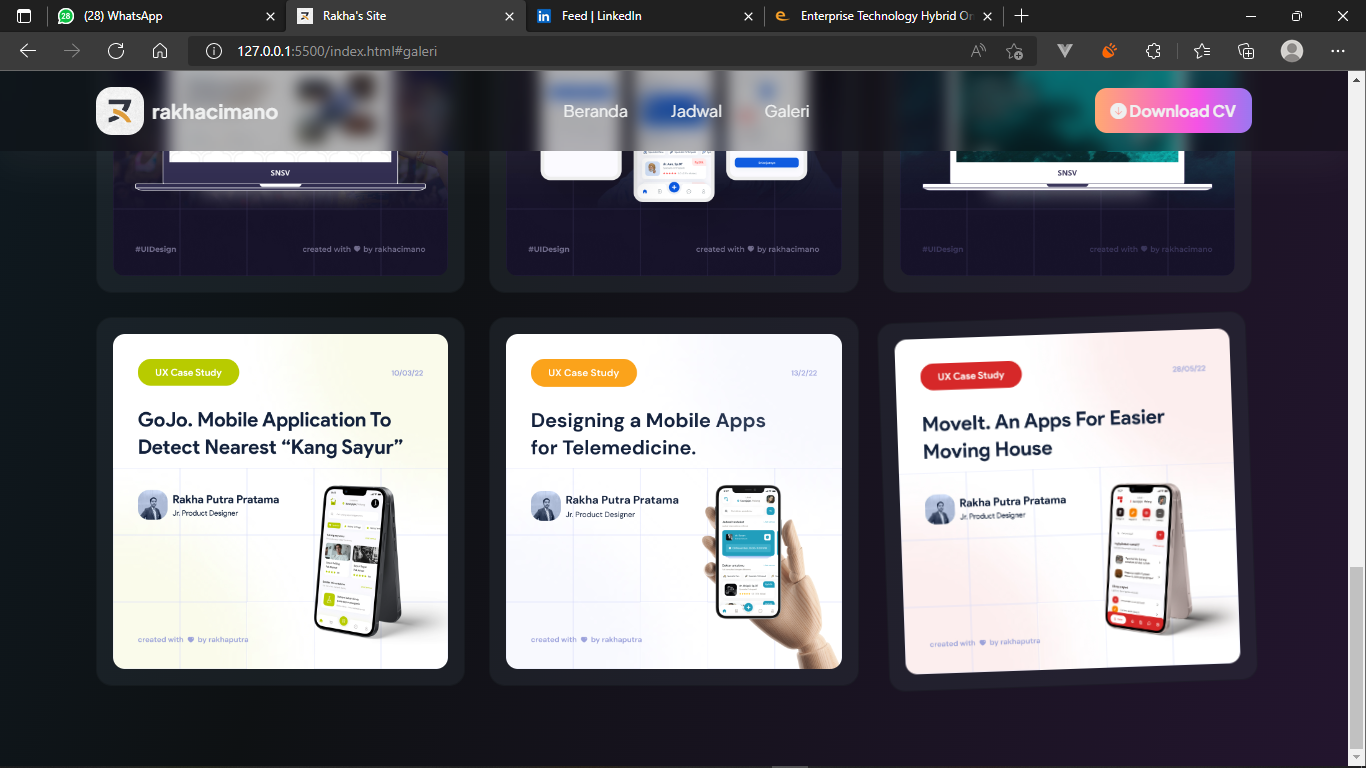 (28) WhatsApp
Rakha's Site
Feed | LinkedIn
Enterprise Technology Hybrid On
127.0.0.1:5500/index.html#galeri
rakhacimano
Beranda
Jadwal
Galeri
Download CV
SNSV
SNSV
#UIDesign
created with by rakhacimano
#UIDesign
created with by rakhacimano
#UIDesign
created with by rakhacimano
UX Case Study
10/03/22
GoJo. Mobile Application To
Detect Nearest “Kang Sayur”
Rakha Putra Pratama
Jr. Product Designer
created with by rakhaputra
UX Case Study
13/2/22
Designing a Mobile Apps
for Telemedicine.
Rakha Putra Pratama
Jr. Product Designer
created with by rakhaputra
UX Case Study
28/05/22
MoveIt. An Apps For Easier
Moving House
Rakha Putra Pratama
Jr. Product Designer
created with by rakhaputra